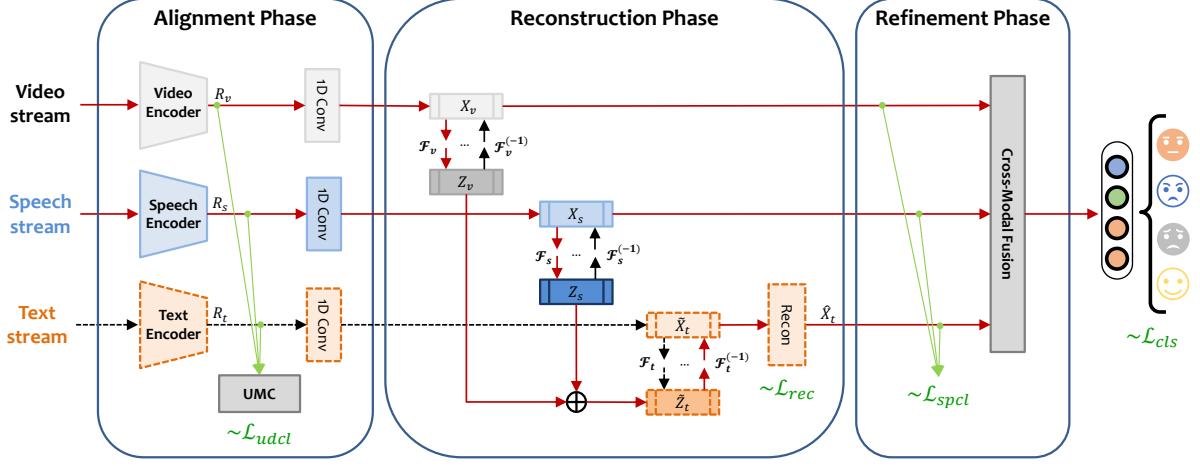 Alignment Phase
Reconstruction Phase
Refinement Phase
Video
stream
Video
Encoder
R_v
1D Conv
X_v
𝓕_v
...
𝓕_v^(-1)
Z_v
Speech
stream
Speech
Encoder
R_s
1D Conv
X_s
𝓕_s
...
𝓕_s^(-1)
Z_s
Text
stream
Text
Encoder
R_t
1D Conv
X̃_t
𝓕_t
...
𝓕_t^(-1)
Z̃_t
Recon
X̂_t
UMC
~ℒ_udcl
~ℒ_rec
~ℒ_spcl
Cross-Modal Fusion
~ℒ_cls